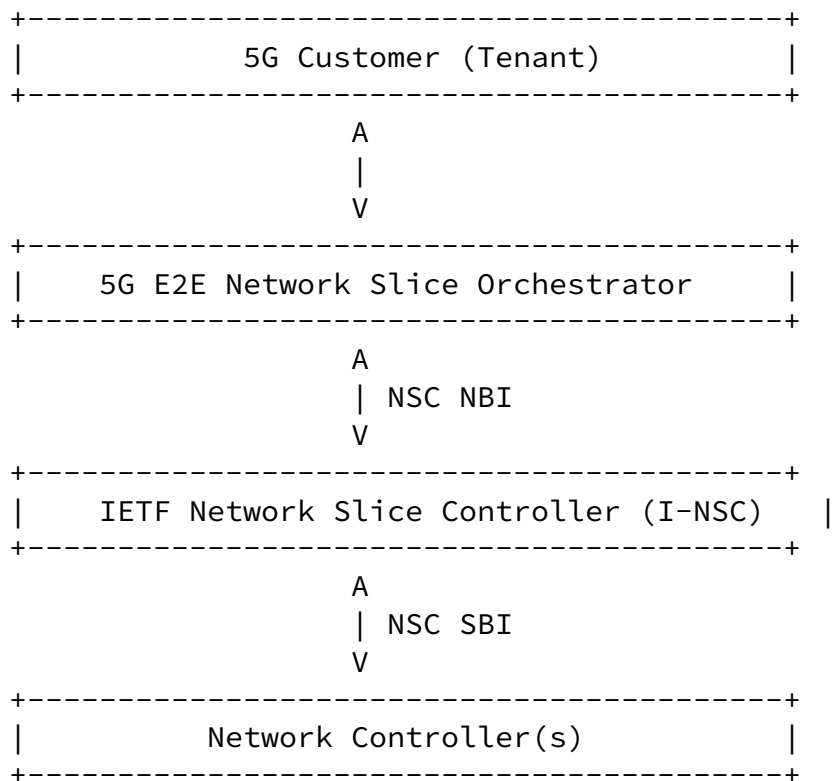 +------------------------------------------+
|            5G Customer (Tenant)          |
+------------------------------------------+
                   A
                   |
                   V
+------------------------------------------+
|    5G E2E Network Slice Orchestrator     |
+------------------------------------------+
                   A
                   | NSC NBI
                   V
+------------------------------------------+
|    IETF Network Slice Controller (I-NSC)   |
+------------------------------------------+
                   A
                   | NSC SBI
                   V
+------------------------------------------+
|          Network Controller(s)           |
+------------------------------------------+